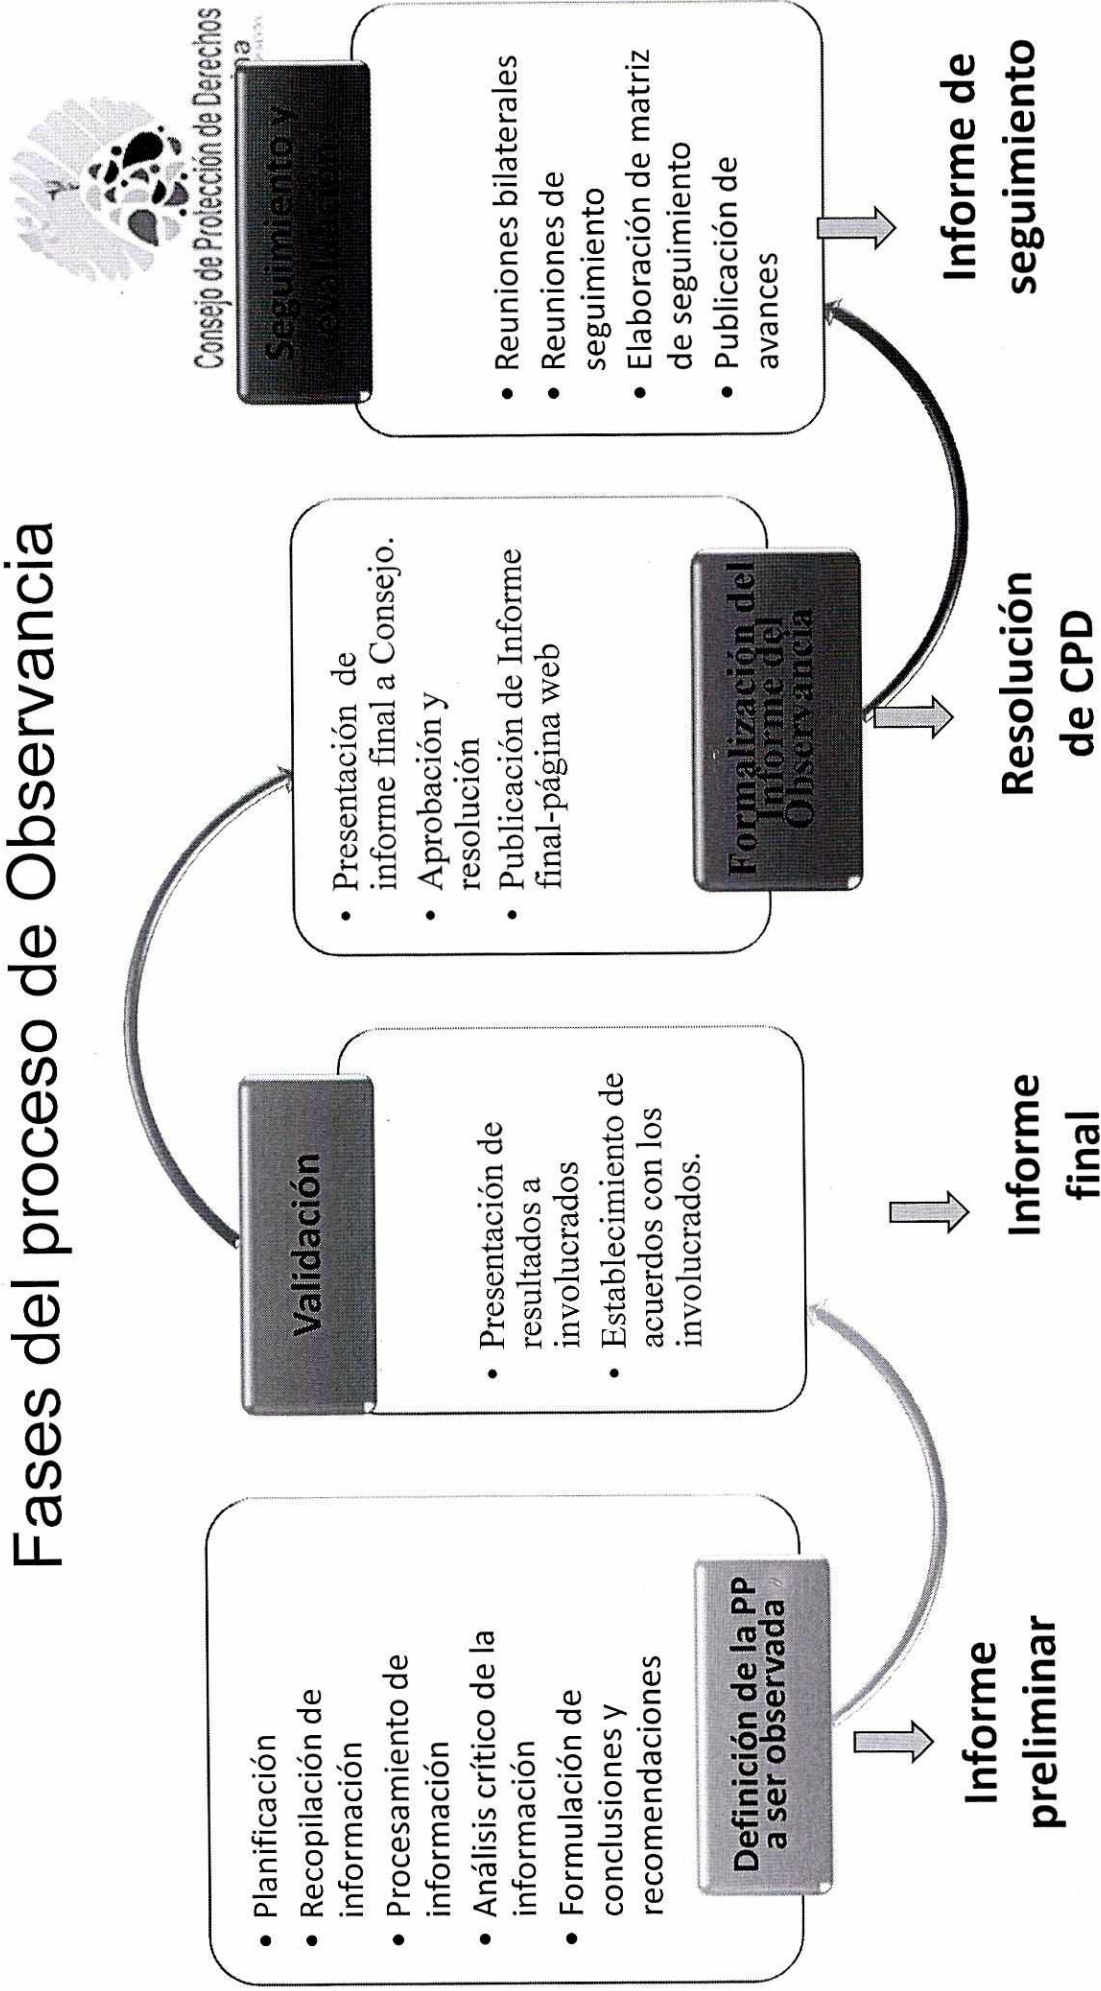 Fases del proceso de Observancia
Consejo de Protección de Derechos
• Planificación
• Recopilación de
información
• Procesamiento de
información
• Análisis crítico de la
información
• Formulación de
conclusiones y
recomendaciones
Definición de la PP
a ser observada
Informe
preliminar
Validación
• Presentación de
resultados a
involucrados
• Establecimiento de
acuerdos con los
involucrados.
Informe
final
• Presentación de
informe final a Consejo.
• Aprobación y
resolución
• Publicación de Informe
final-página web
Formalización del
Informe del
Observancia
Resolución
de CPD
Seguimiento y
evaluación
• Reuniones bilaterales
• Reuniones de
seguimiento
• Elaboración de matriz
de seguimiento
• Publicación de
avances
Informe de
seguimiento